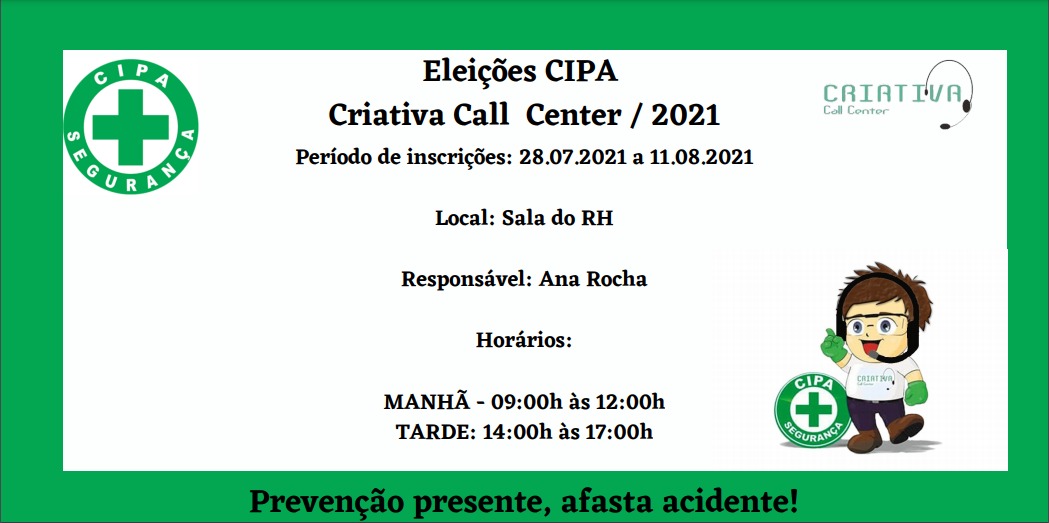 CIPA
SEGURANÇA
Eleições CIPA
Criativa Call Center / 2021
CRIATIVA
Call Center
Período de inscrições: 28.07.2021 a 11.08.2021
Local: Sala do RH
Responsável: Ana Rocha
Horários:
MANHÃ - 09:00h às 12:00h
TARDE: 14:00h às 17:00h
CRIATIVA
Call Center
CIPA
SEGURANÇA
Prevenção presente, afasta acidente!